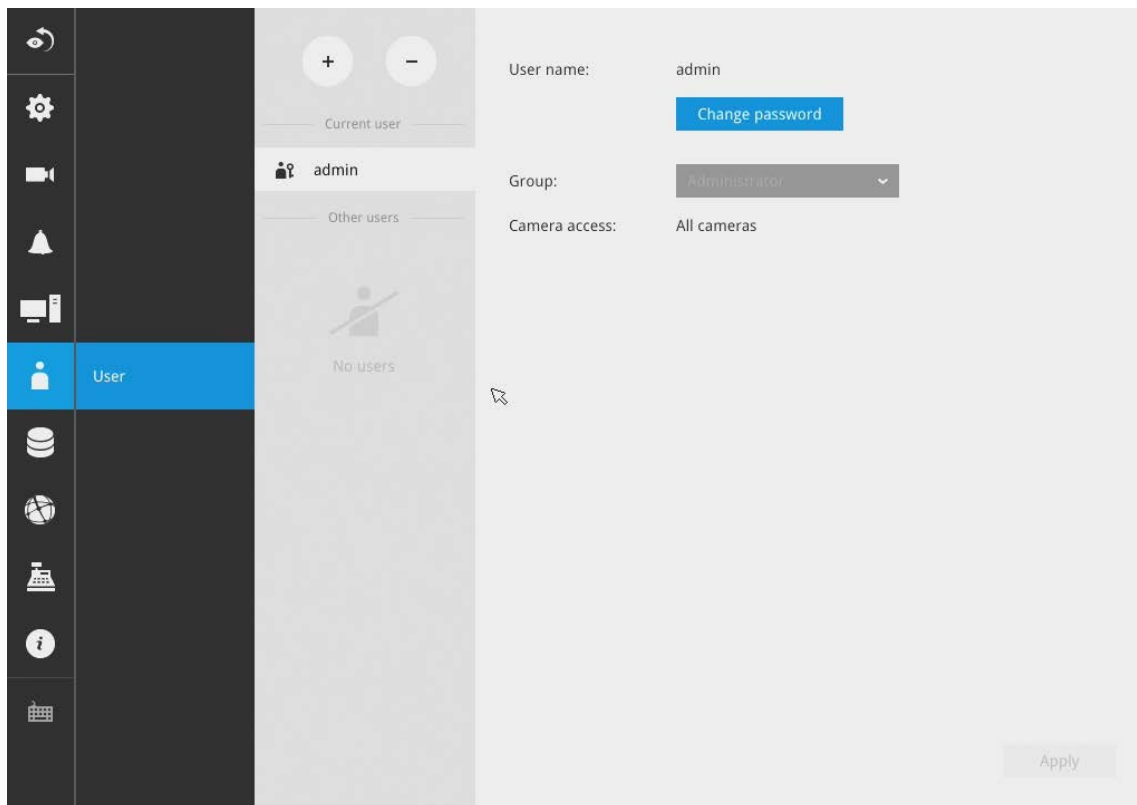 User
Current user
admin
Other users
No users
User name: admin
Change password
Group: Administrator
Camera access: All cameras
Apply